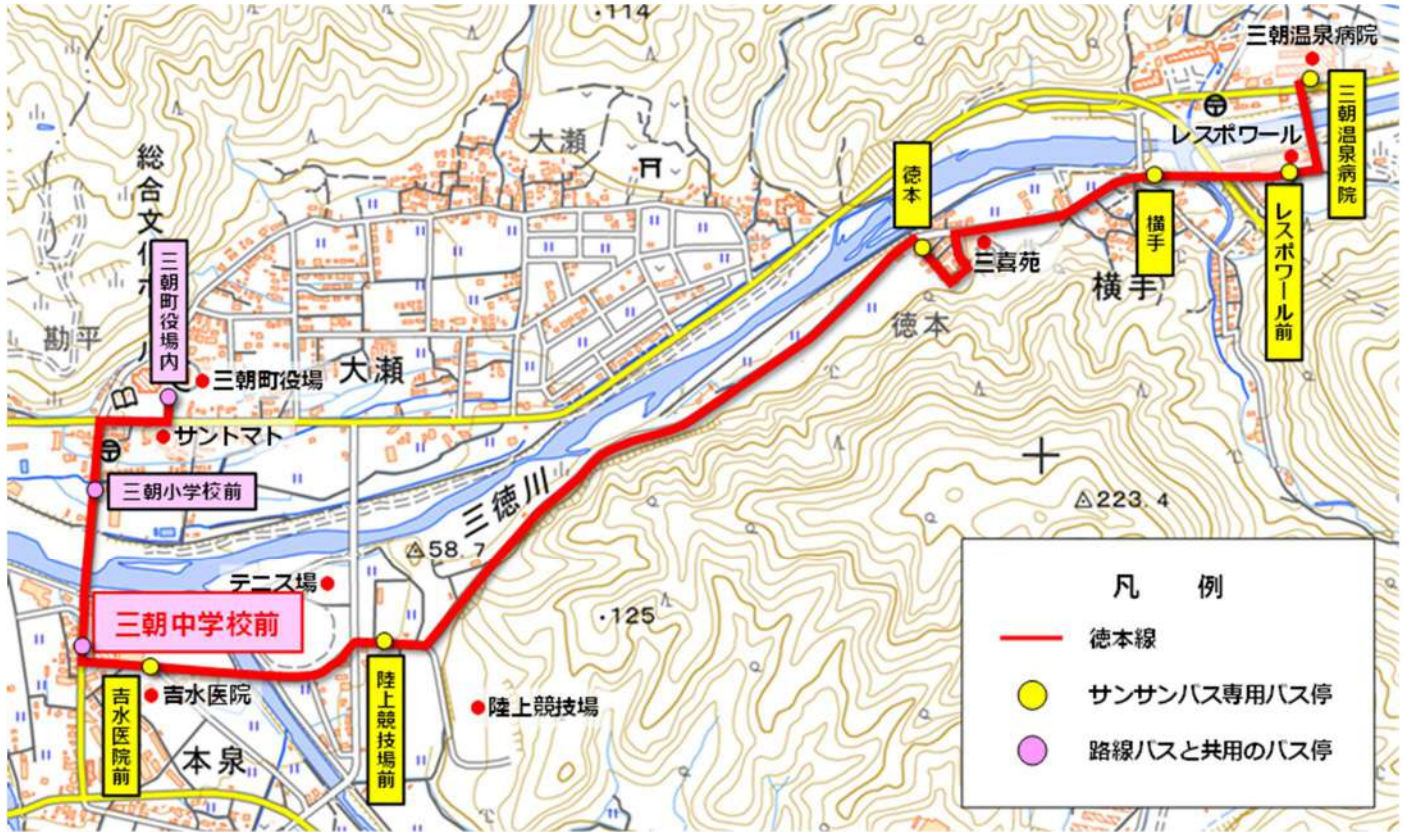 ・114
三朝温泉病院
三朝温泉病院
レスポワール
レスポワール前
大瀬
総合文化ホール
徳本
横手
三喜苑
横手
徳本
三朝町役場内
勘平
三朝町役場
大瀬
サントマト
三朝小学校前
三徳川
△223.4
△58.7
テニス場
・125
三朝中学校前
吉水医院
吉水医院前
陸上競技場前
陸上競技場
本泉
凡 例
徳本線
サンサンバス専用バス停
路線バスと共用のバス停